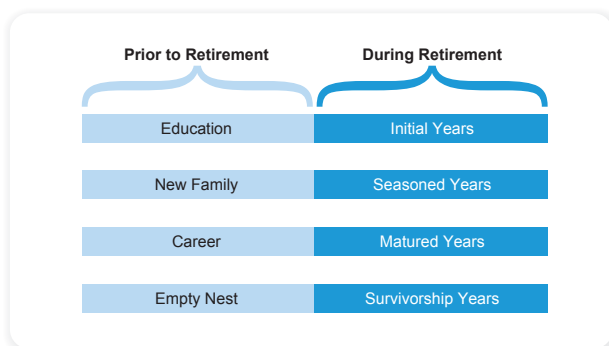 Prior to Retirement During Retirement
Education Initial Years
New Family Seasoned Years
Career Matured Years
Empty Nest Survivorship Years